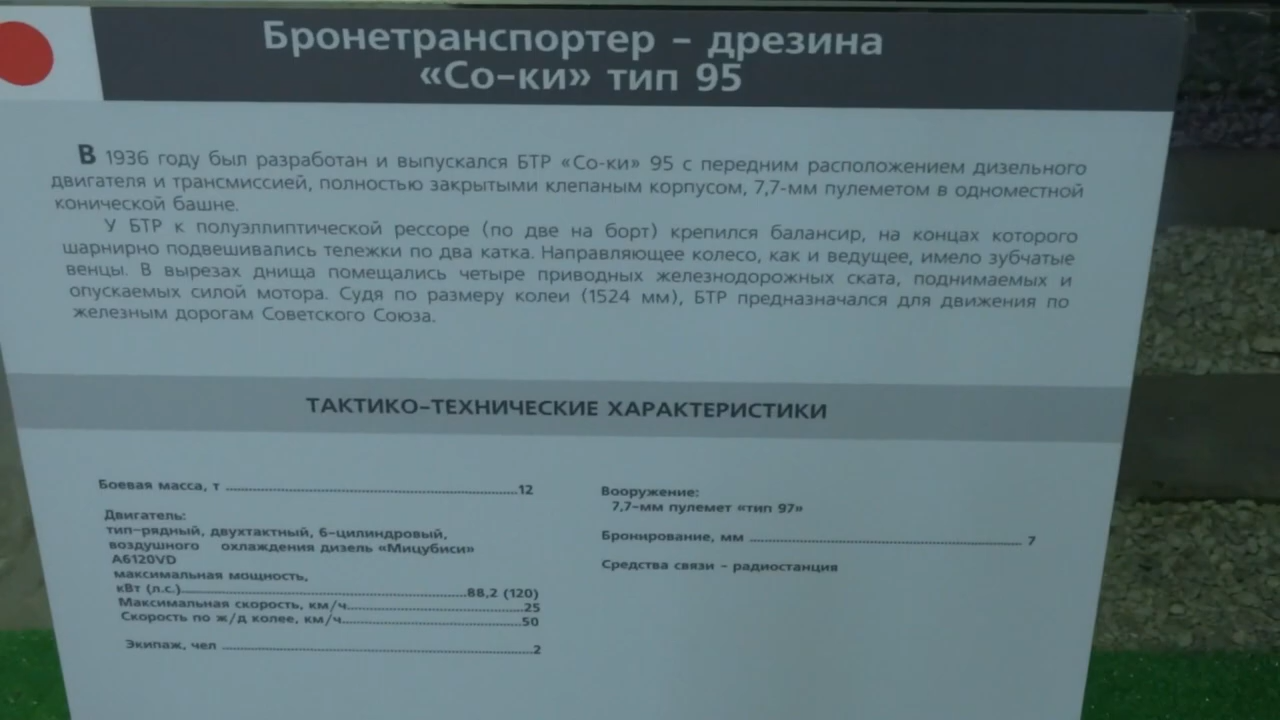 Бронетранспортер – дрезина
«Со-ки» тип 95
В 1936 году был разработан и выпускался БТР «Со-ки» 95 с передним расположением дизельного
двигателя и трансмиссией, полностью закрытыми клепаным корпусом, 7,7-мм пулеметом в одноместной
конической башне.
У БТР к полуэллиптической рессоре (по две на борт) крепился балансир, на концах которого
шарнирно подвешивались тележки по два катка. Направляющее колесо, как и ведущее, имело зубчатые
венцы. В вырезах днища помещались четыре приводных железнодорожных ската, поднимаемых и
опускаемых силой мотора. Судя по размеру колеи (1524 мм), БТР предназначался для движения по
железным дорогам Советского Союза.
ТАКТИКО-ТЕХНИЧЕСКИЕ ХАРАКТЕРИСТИКИ
Боевая масса, т ........ 12
Двигатель:
тип-рядный, двухтактный, 6-цилиндровый,
воздушного охлаждения дизель «Мицубиси»
A6120VD
максимальная мощность,
кВт (л.с.)........ 88,2 (120)
Максимальная скорость, км/ч........ 25
Скорость по ж/д колее, км/ч........ 50
Экипаж, чел ........ 2
Вооружение:
7,7-мм пулемет «тип 97»
Бронирование, мм ........ 7
Средства связи – радиостанция